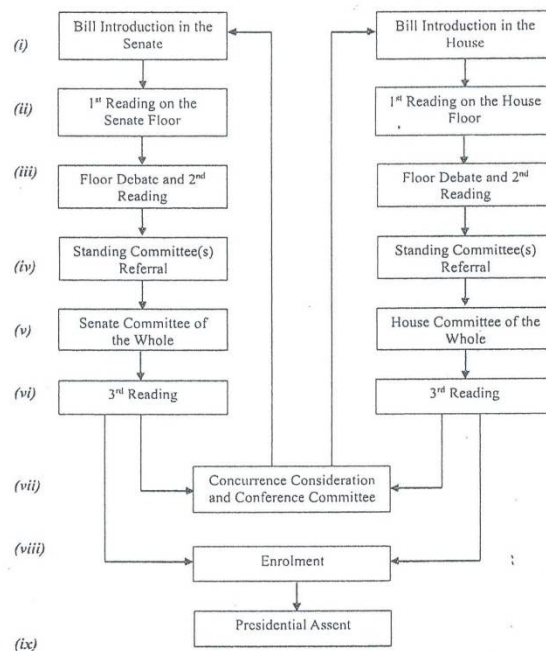 Bill Introduction in the
Senate
Bill Introduction in the
House
(i)
1st Reading on the
Senate Floor
1st Reading on the House
Floor
(ii)
(iii)
Floor Debate and 2nd
Reading
Floor Debate and 2nd
Reading
Standing Committee(s)
Referral
Standing Committee(s)
Referral
(iv)
Senate Committee of
the Whole
House Committee of the
Whole
(v)
(vi)
3rd Reading
3rd Reading
(vii)
Concurrence Consideration
and Conference Committee
(viii)
Enrolment
Presidential Assent
(ix)